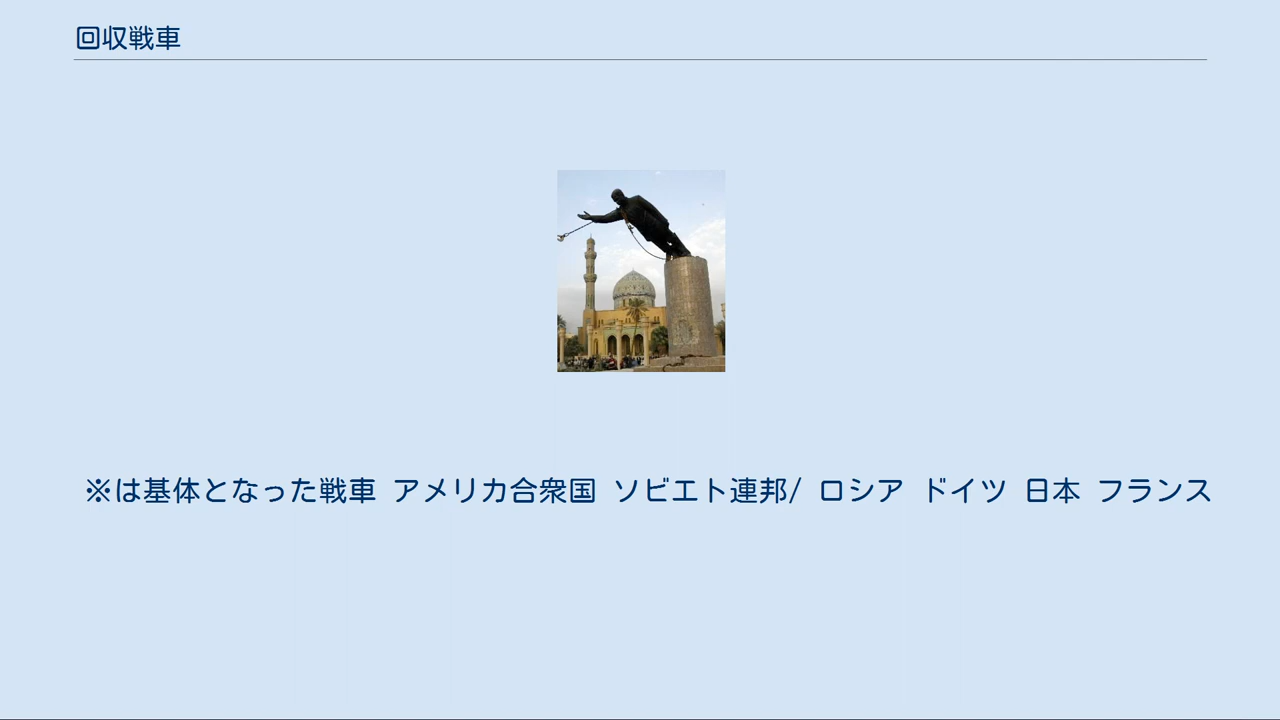 回収戦車
※は基体となった戦車 アメリカ合衆国 ソビエト連邦/ ロシア ドイツ 日本 フランス